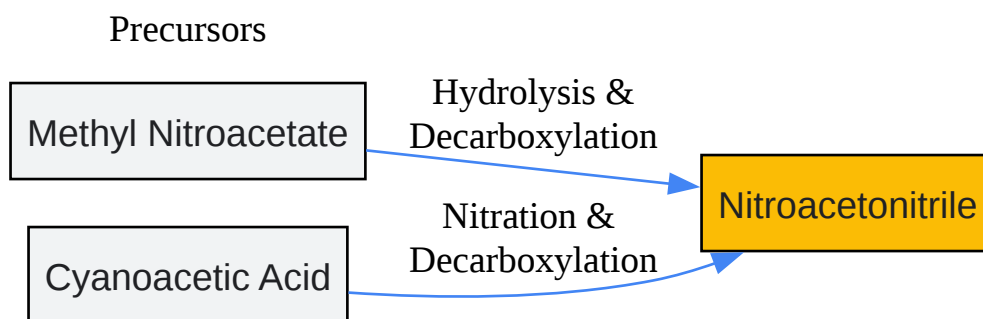 Precursors
Methyl Nitroacetate
Hydrolysis &
Decarboxylation
Nitroacetonitrile
Nitration &
Decarboxylation
Cyanoacetic Acid